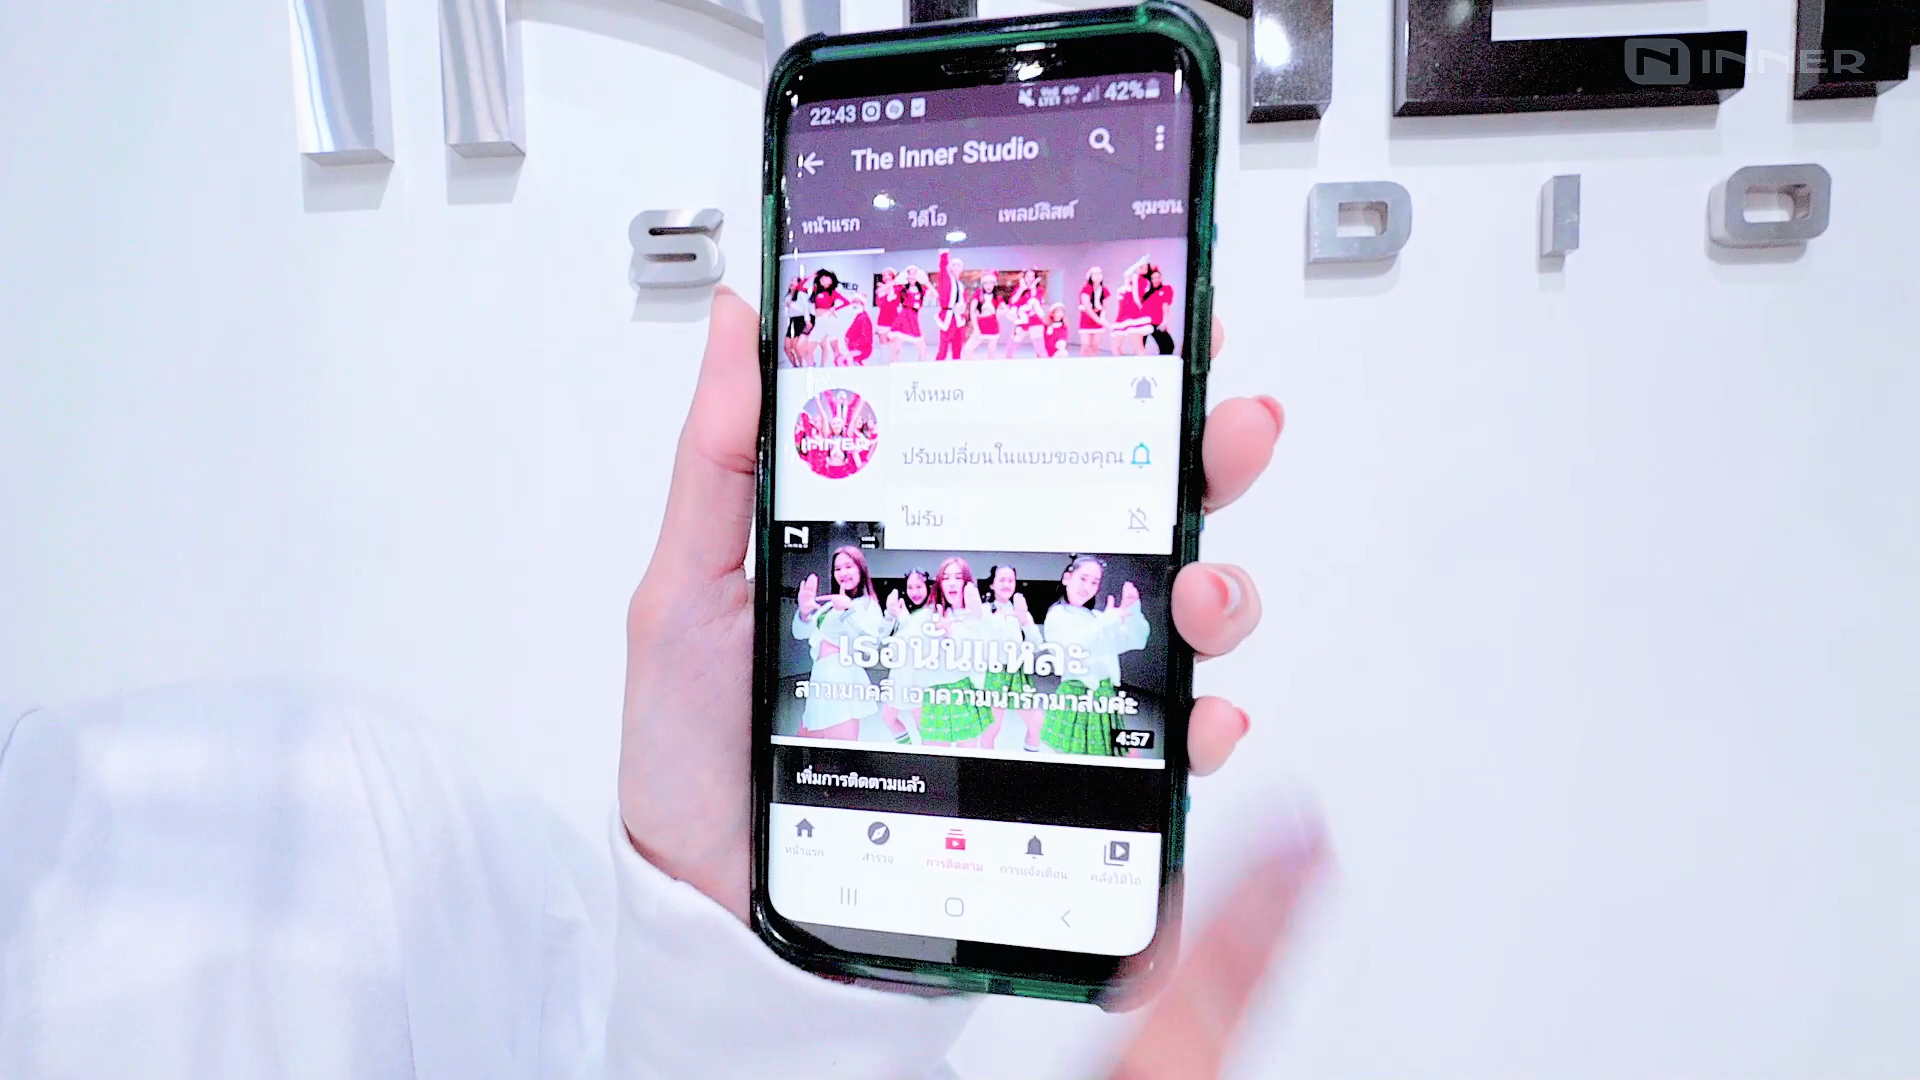 INNER
S
DIO
22:43
42%
The Inner Studio
หน้าแรก
วิดีโอ
เพลย์ลิสต์
ชุมชน
INNER
ทั้งหมด
ปรับเปลี่ยนในแบบของคุณ
ไม่รับ
เธอนั่นแหละ
สาวเมาคลี เอาความน่ารักมาส่งค่ะ
4:57
เพิ่มการติดตามแล้ว
หน้าแรก
สำรวจ
การติดตาม
การแจ้งเตือน
คลังวิดีโอ